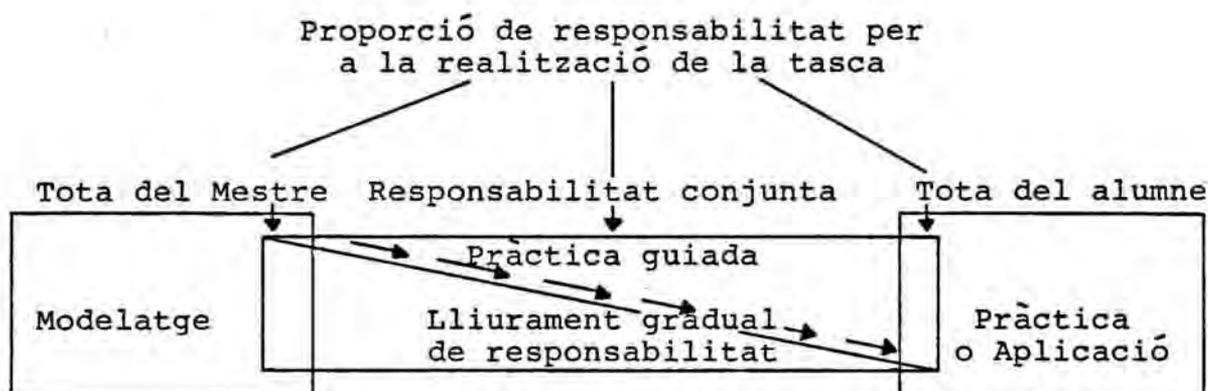 Proporció de responsabilitat per
a la realització de la tasca
Tota del Mestre Responsabilitat conjunta Tota del alumne
Pràctica guiada
Modelatge Lliurament gradual Pràctica
de responsabilitat o Aplicació